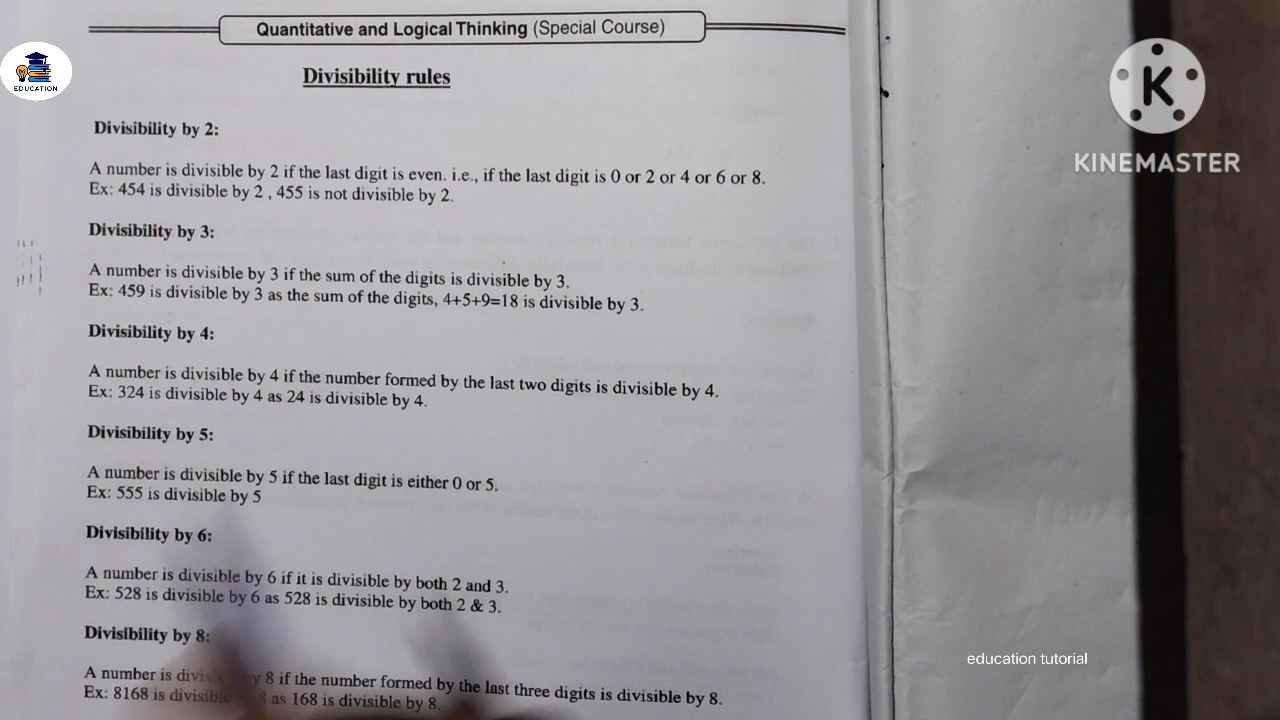 Quantitative and Logical Thinking (Special Course)
EDUCATION
Divisibility rules
K
KINEMASTER
Divisibility by 2:
A number is divisible by 2 if the last digit is even. i.e., if the last digit is 0 or 2 or 4 or 6 or 8.
Ex: 454 is divisible by 2 , 455 is not divisible by 2.
Divisibility by 3:
A number is divisible by 3 if the sum of the digits is divisible by 3.
Ex: 459 is divisible by 3 as the sum of the digits, 4+5+9=18 is divisible by 3.
Divisibility by 4:
A number is divisible by 4 if the number formed by the last two digits is divisible by 4.
Ex: 324 is divisible by 4 as 24 is divisible by 4.
Divisibility by 5:
A number is divisible by 5 if the last digit is either 0 or 5.
Ex: 555 is divisible by 5
Divisibility by 6:
A number is divisible by 6 if it is divisible by both 2 and 3.
Ex: 528 is divisible by 6 as 528 is divisible by both 2 & 3.
Divisibility by 8:
A number is by 8 if the number formed by the last three digits is divisible by 8.
Ex: 8168 is as 168 is divisible by 8.
education tutorial